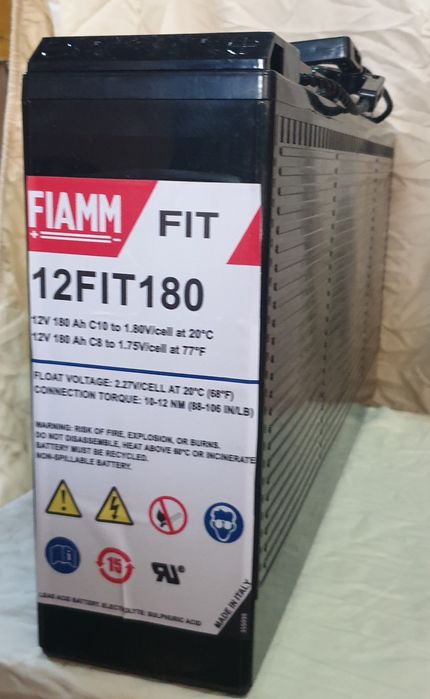 FIAMM
FIT
12FIT180
12V 180 Ah C10 to 1.80V/cell at 20°C
12V 180 Ah C8 to 1.75V/cell at 77°F
FLOAT VOLTAGE: 2.27V/CELL AT 20°C (68°F)
CONNECTION TORQUE: 10-12 NM (88-106 IN/LB)
WARNING: RISK OF FIRE, EXPLOSION, OR BURNS.
DO NOT DISASSEMBLE, HEAT ABOVE 60°C OR INCINERATE
BATTERY MUST BE RECYCLED.
NON-SPILLABLE BATTERY.
15
LEAD ACID BATTERY. ELECTROLYTE: SULPHURIC ACID
MADE IN ITALY